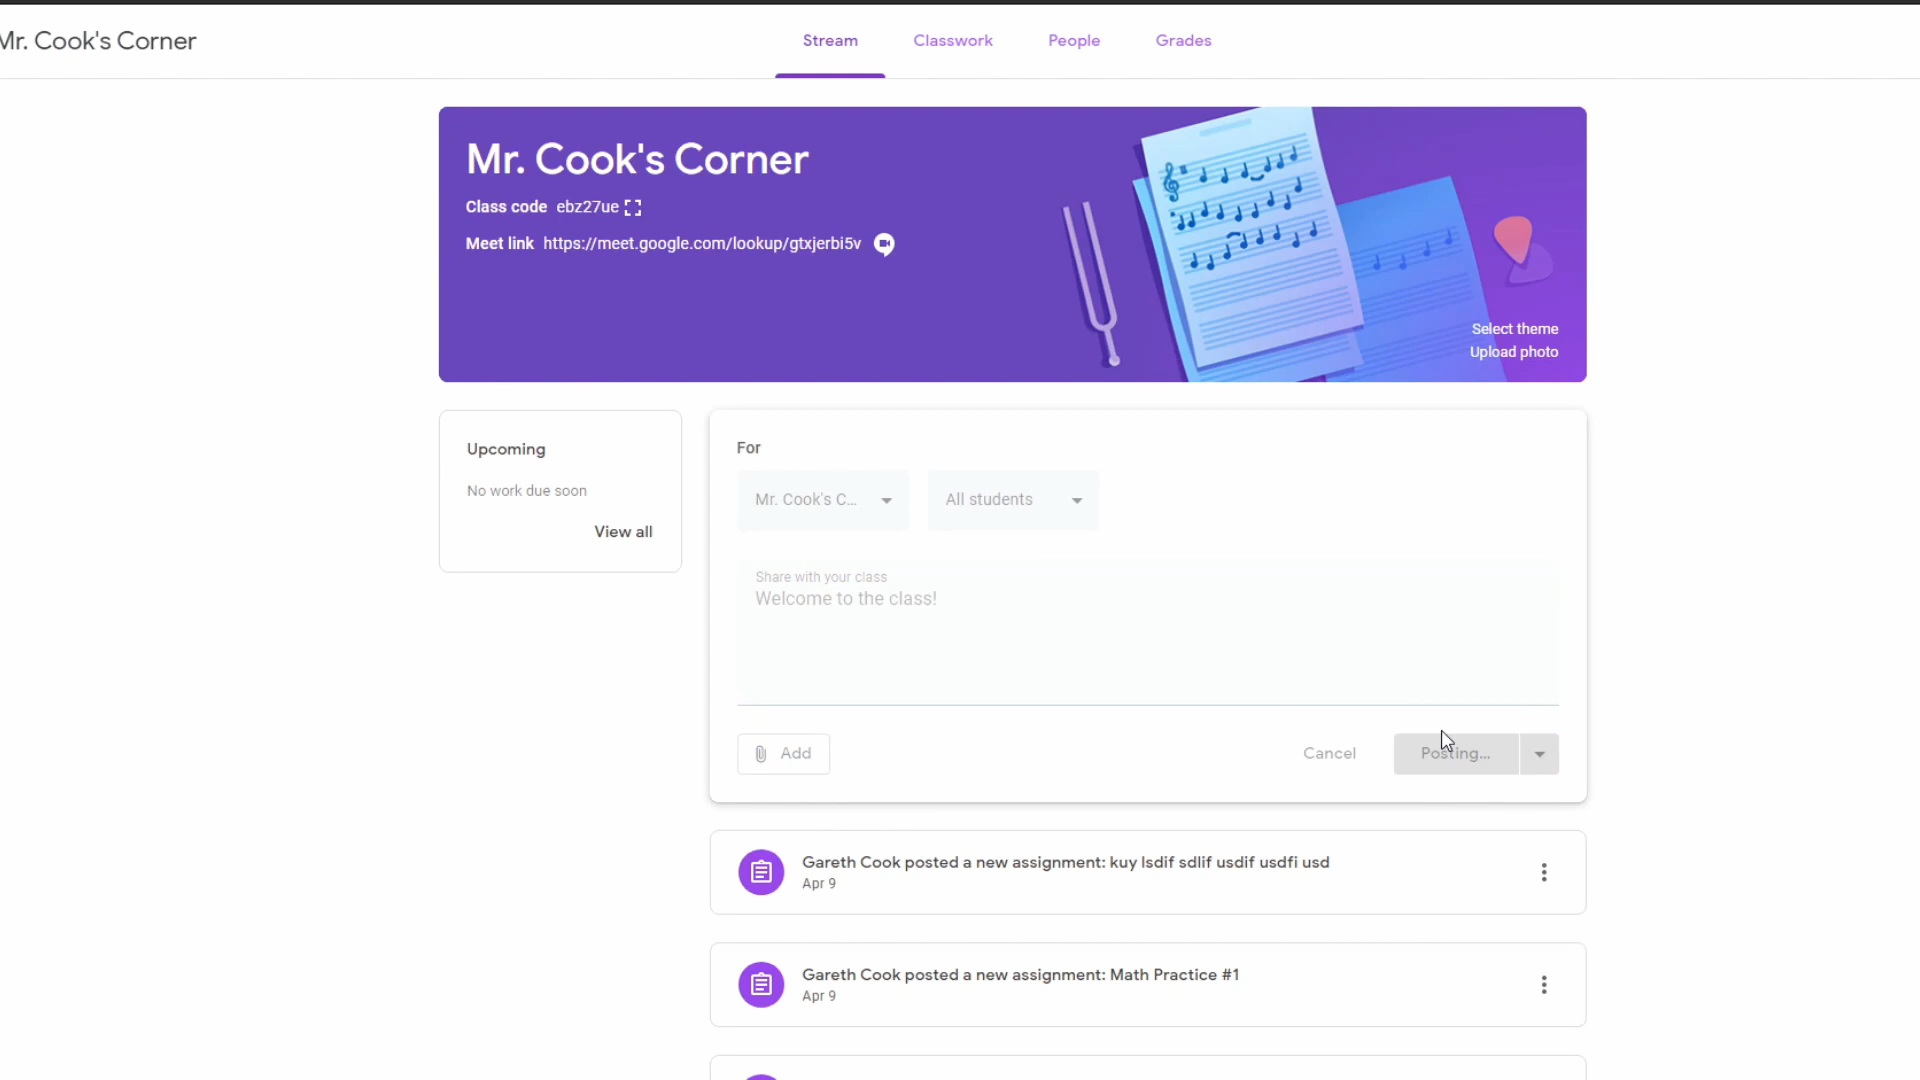 Mr. Cook's Corner
Stream
Classwork
People
Grades
Mr. Cook's Corner
Class code ebz27ue
Meet link https://meet.google.com/lookup/gtxjerbi5v
Select theme
Upload photo
Upcoming
No work due soon
View all
For
Mr. Cook's C...
All students
Share with your class
Welcome to the class!
Add
Cancel
Posting...
Gareth Cook posted a new assignment: kuy lsdif sdlif usdif usdfi usd
Apr 9
Gareth Cook posted a new assignment: Math Practice #1
Apr 9